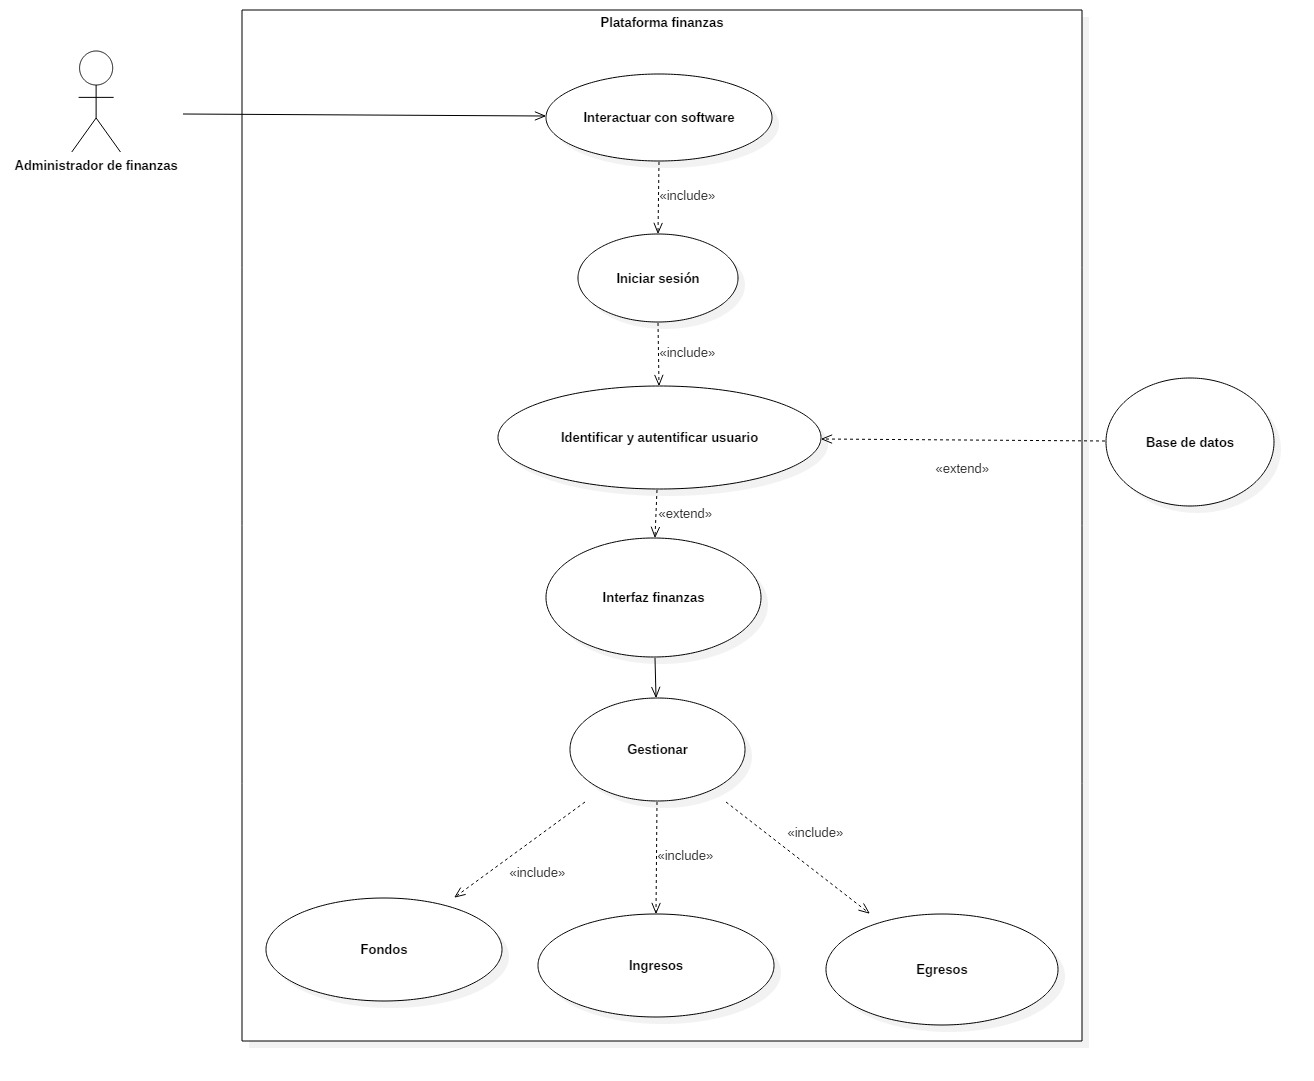 Plataforma finanzas
Interactuar con software
Administrador de finanzas
«include»
Iniciar sesión
«include»
Identificar y autentificar usuario
Base de datos
«extend»
«extend»
Interfaz finanzas
Gestionar
«include»
«include»
«include»
Fondos
Ingresos
Egresos